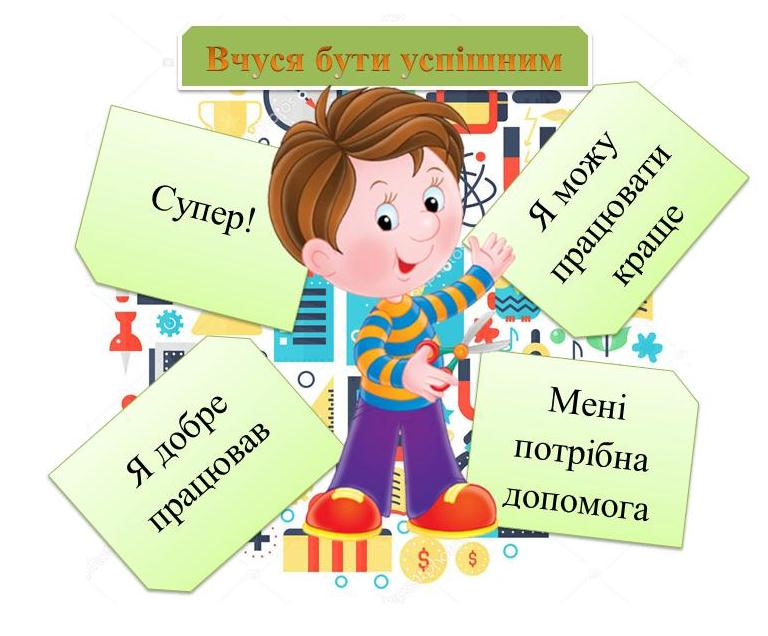 Вчуся бути успішним
Супер!
Я можу
працювати
краще
Я добре
працював
Мені
потрібна
допомога
$
$